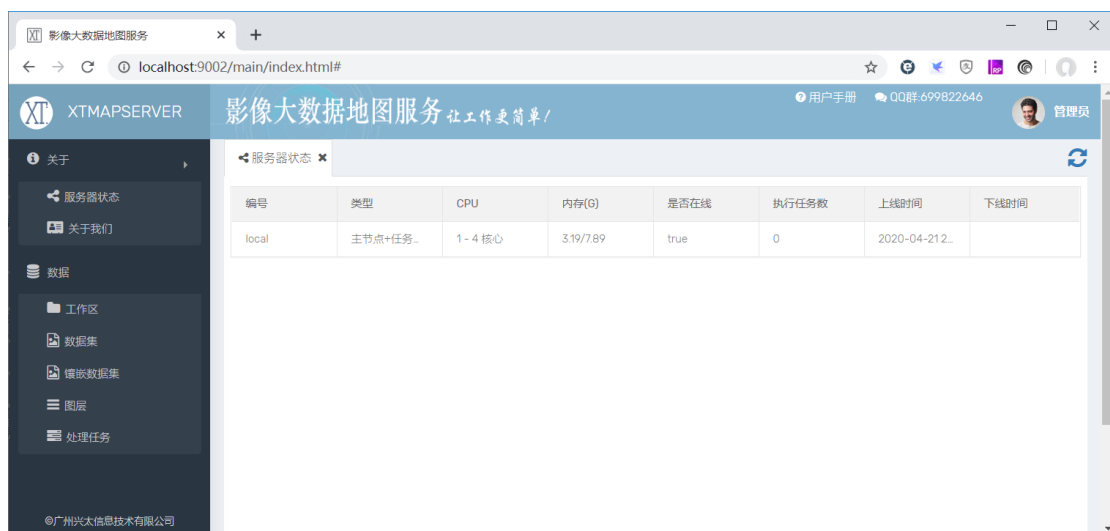 XT 影像大数据地图服务
localhost:9002/main/index.html#
RP
XT XTMAPSERVER 影像大数据地图服务 让工作更简单! 用户手册 QQ群:699822646 管理员
关于
服务器状态
服务器状态
关于我们
数据
工作区
数据集
镶嵌数据集
图层
处理任务
©广州兴太信息技术有限公司
编号 类型 CPU 内存(G) 是否在线 执行任务数 上线时间 下线时间
local 主节点+任务... 1 - 4 核心 3.19/7.89 true 0 2020-04-21 2...